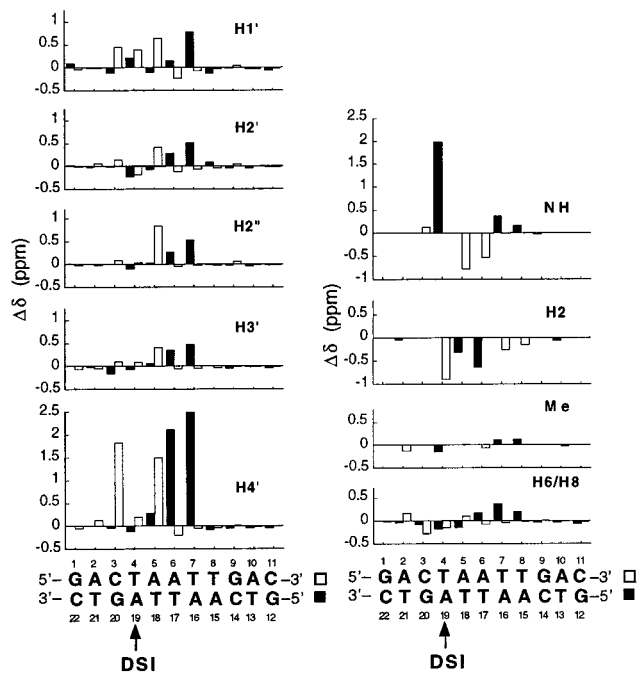 Δδ (ppm)
1
0.5
0
-0.5
H1'
1
0.5
0
-0.5
H2'
1
0.5
0
-0.5
H2"
1
0.5
0
-0.5
H3'
2
1.5
1
0.5
0
-0.5
H4'
1 2 3 4 5 6 7 8 9 10 11
5'–GACTAATTGAC–3'
3'–CTGATTAACTG–5'
22 21 20 19 18 17 16 15 14 13 12
DSI
Δδ (ppm)
2.5
2
1.5
1
0.5
0
-0.5
-1
NH
0.5
0
-0.5
-1
H2
0.5
0
-0.5
Me
0.5
0
-0.5
H6/H8
1 2 3 4 5 6 7 8 9 10 11
5'–GACTAATTGAC–3'
3'–CTGATTAACTG–5'
22 21 20 19 18 17 16 15 14 13 12
DSI